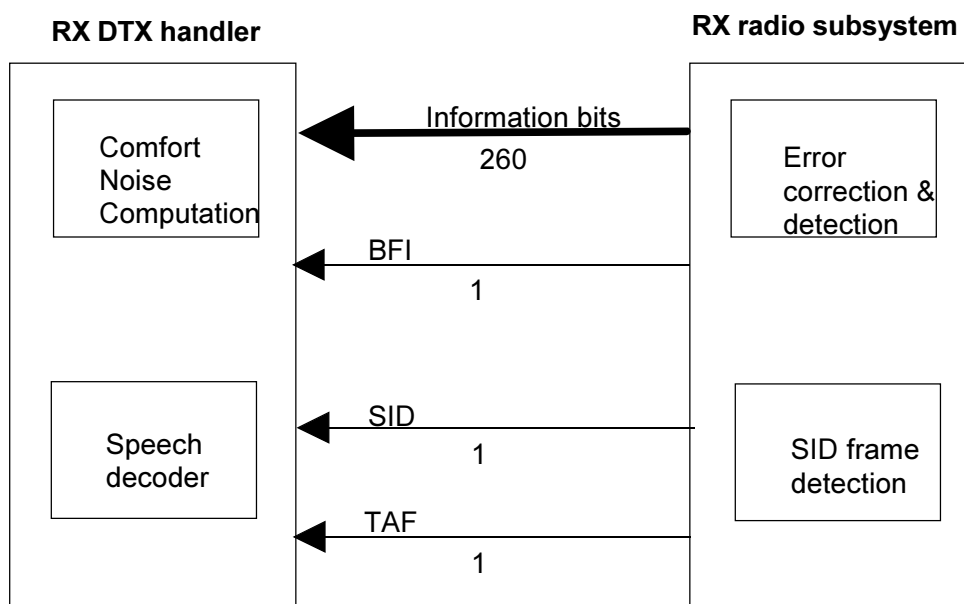 RX DTX handler
RX radio subsystem
Information bits
260
Comfort
Noise
Computation
Error
correction &
detection
BFI
1
SID
1
Speech
decoder
SID frame
detection
TAF
1